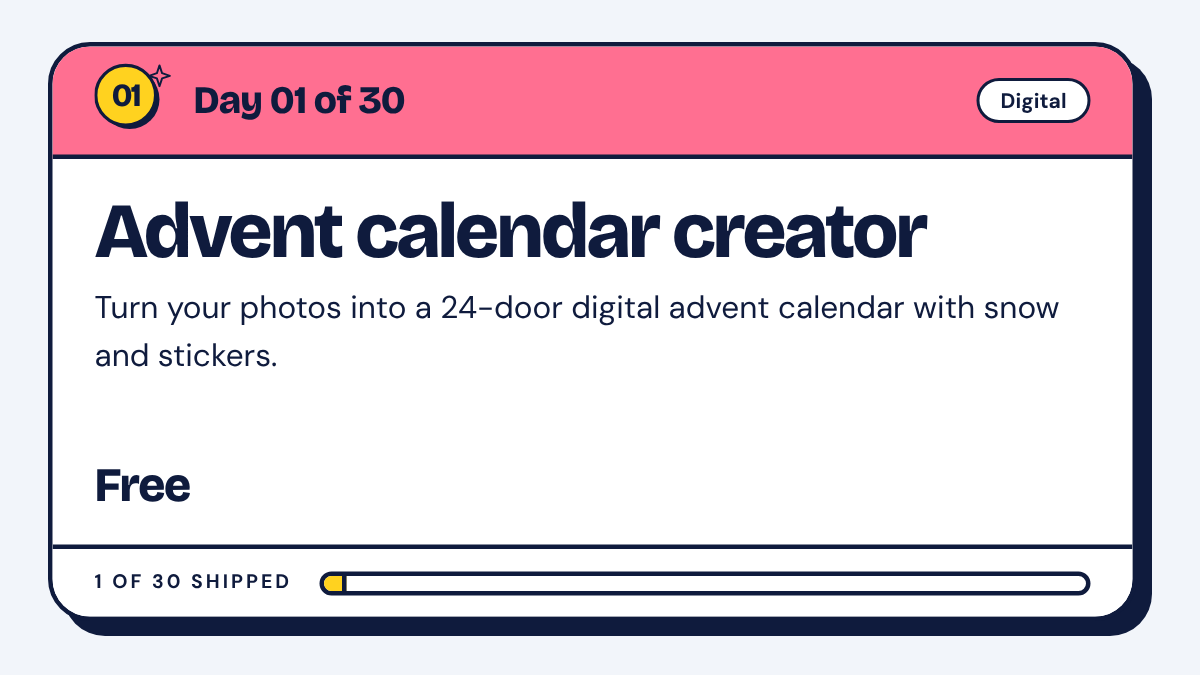 01
Day 01 of 30
Digital
Advent calendar creator
Turn your photos into a 24-door digital advent calendar with snow
and stickers.
Free
1 OF 30 SHIPPED